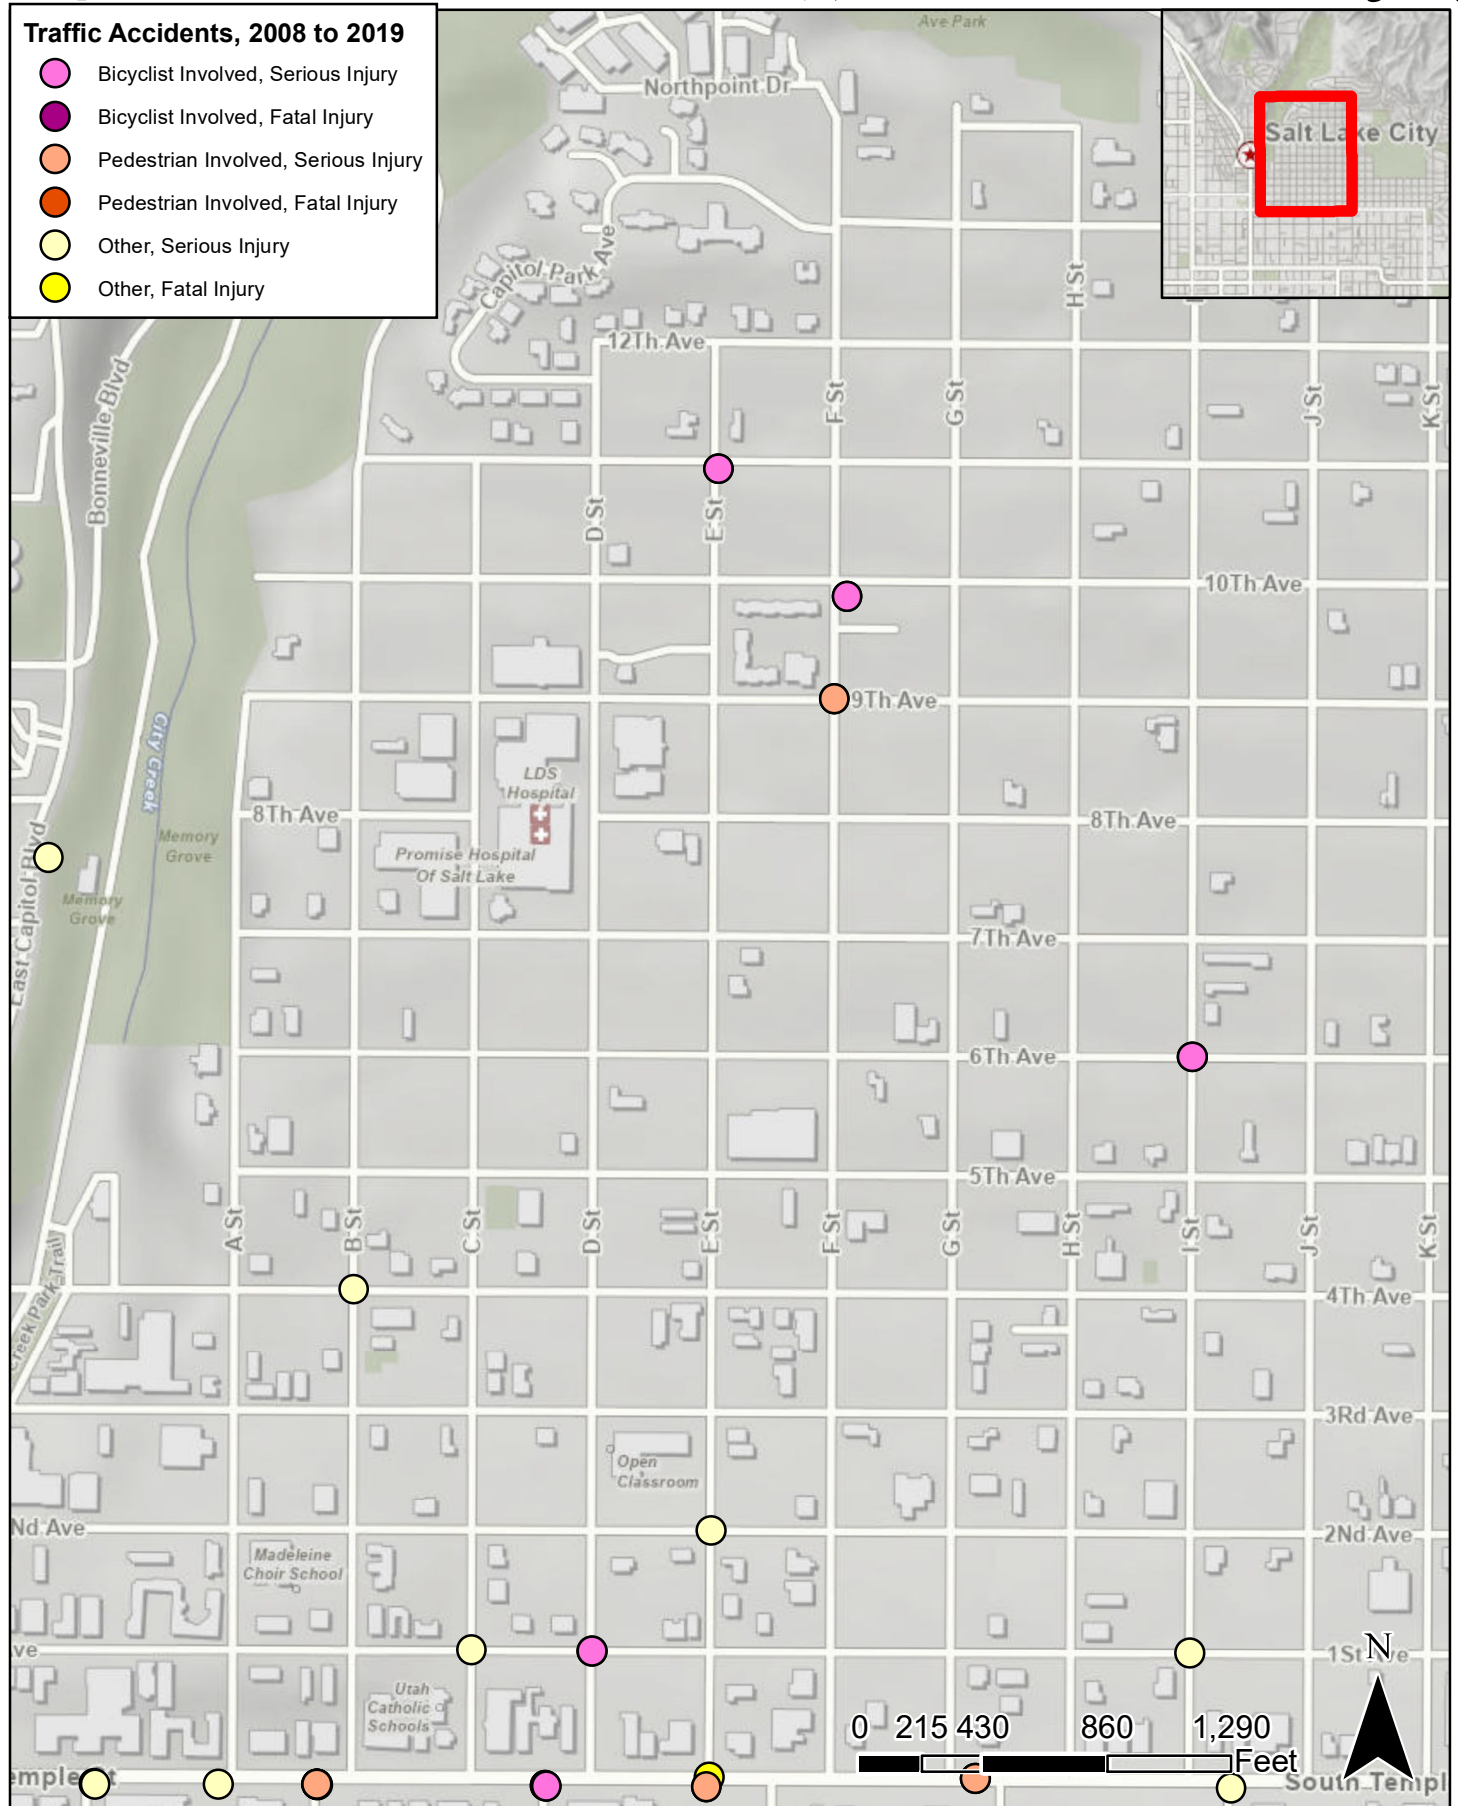 Traffic Accidents, 2008 to 2019
Bicyclist Involved, Serious Injury
Bicyclist Involved, Fatal Injury
Pedestrian Involved, Serious Injury
Pedestrian Involved, Fatal Injury
Other, Serious Injury
Other, Fatal Injury
Ave Park
Northpoint Dr
Salt Lake City
Capitol Park Ave
H St
12Th Ave
Bonneville Blvd
F St
G St
J St
K St
D St
E St
10Th Ave
9Th Ave
City Creek
LDS
Hospital
8Th Ave
8Th Ave
Memory
Grove
Promise Hospital
Of Salt Lake
East Capitol Blvd
Memory
Grove
7Th Ave
6Th Ave
5Th Ave
A St
B St
C St
D St
E St
F St
G St
H St
I St
J St
K St
Creek Park Trail
4Th Ave
3Rd Ave
Open
Classroom
Nd Ave
2Nd Ave
Madeleine
Choir School
ve
1St Ave
N
Utah
Catholic
Schools
0 215 430 860 1,290
Feet
emple St
South Templ